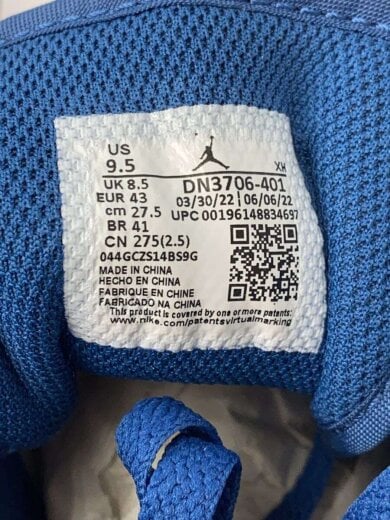 US
9.5
XH
UK 8.5 DN3706-401
EUR 43 03/30/22 | 06/06/22
cm 27.5 UPC 00196148834697
BR 41
CN 275(2.5)
044GCZS14BS9G
MADE IN CHINA
HECHO EN CHINA
FABRIQUE EN CHINE
FABRICADO NA CHINA
This product is covered by one or more patents:
www.nike.com/patentsvirtualmarking